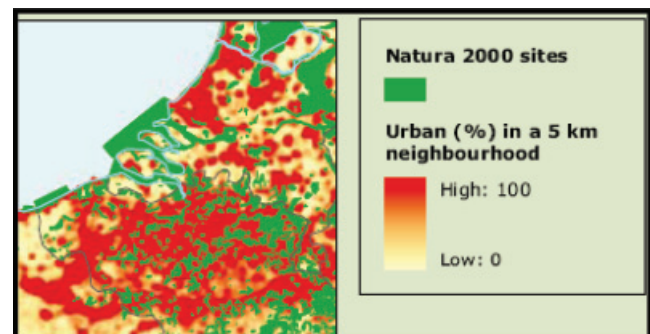 Natura 2000 sites
Urban (%) in a 5 km
neighbourhood
High: 100
Low: 0